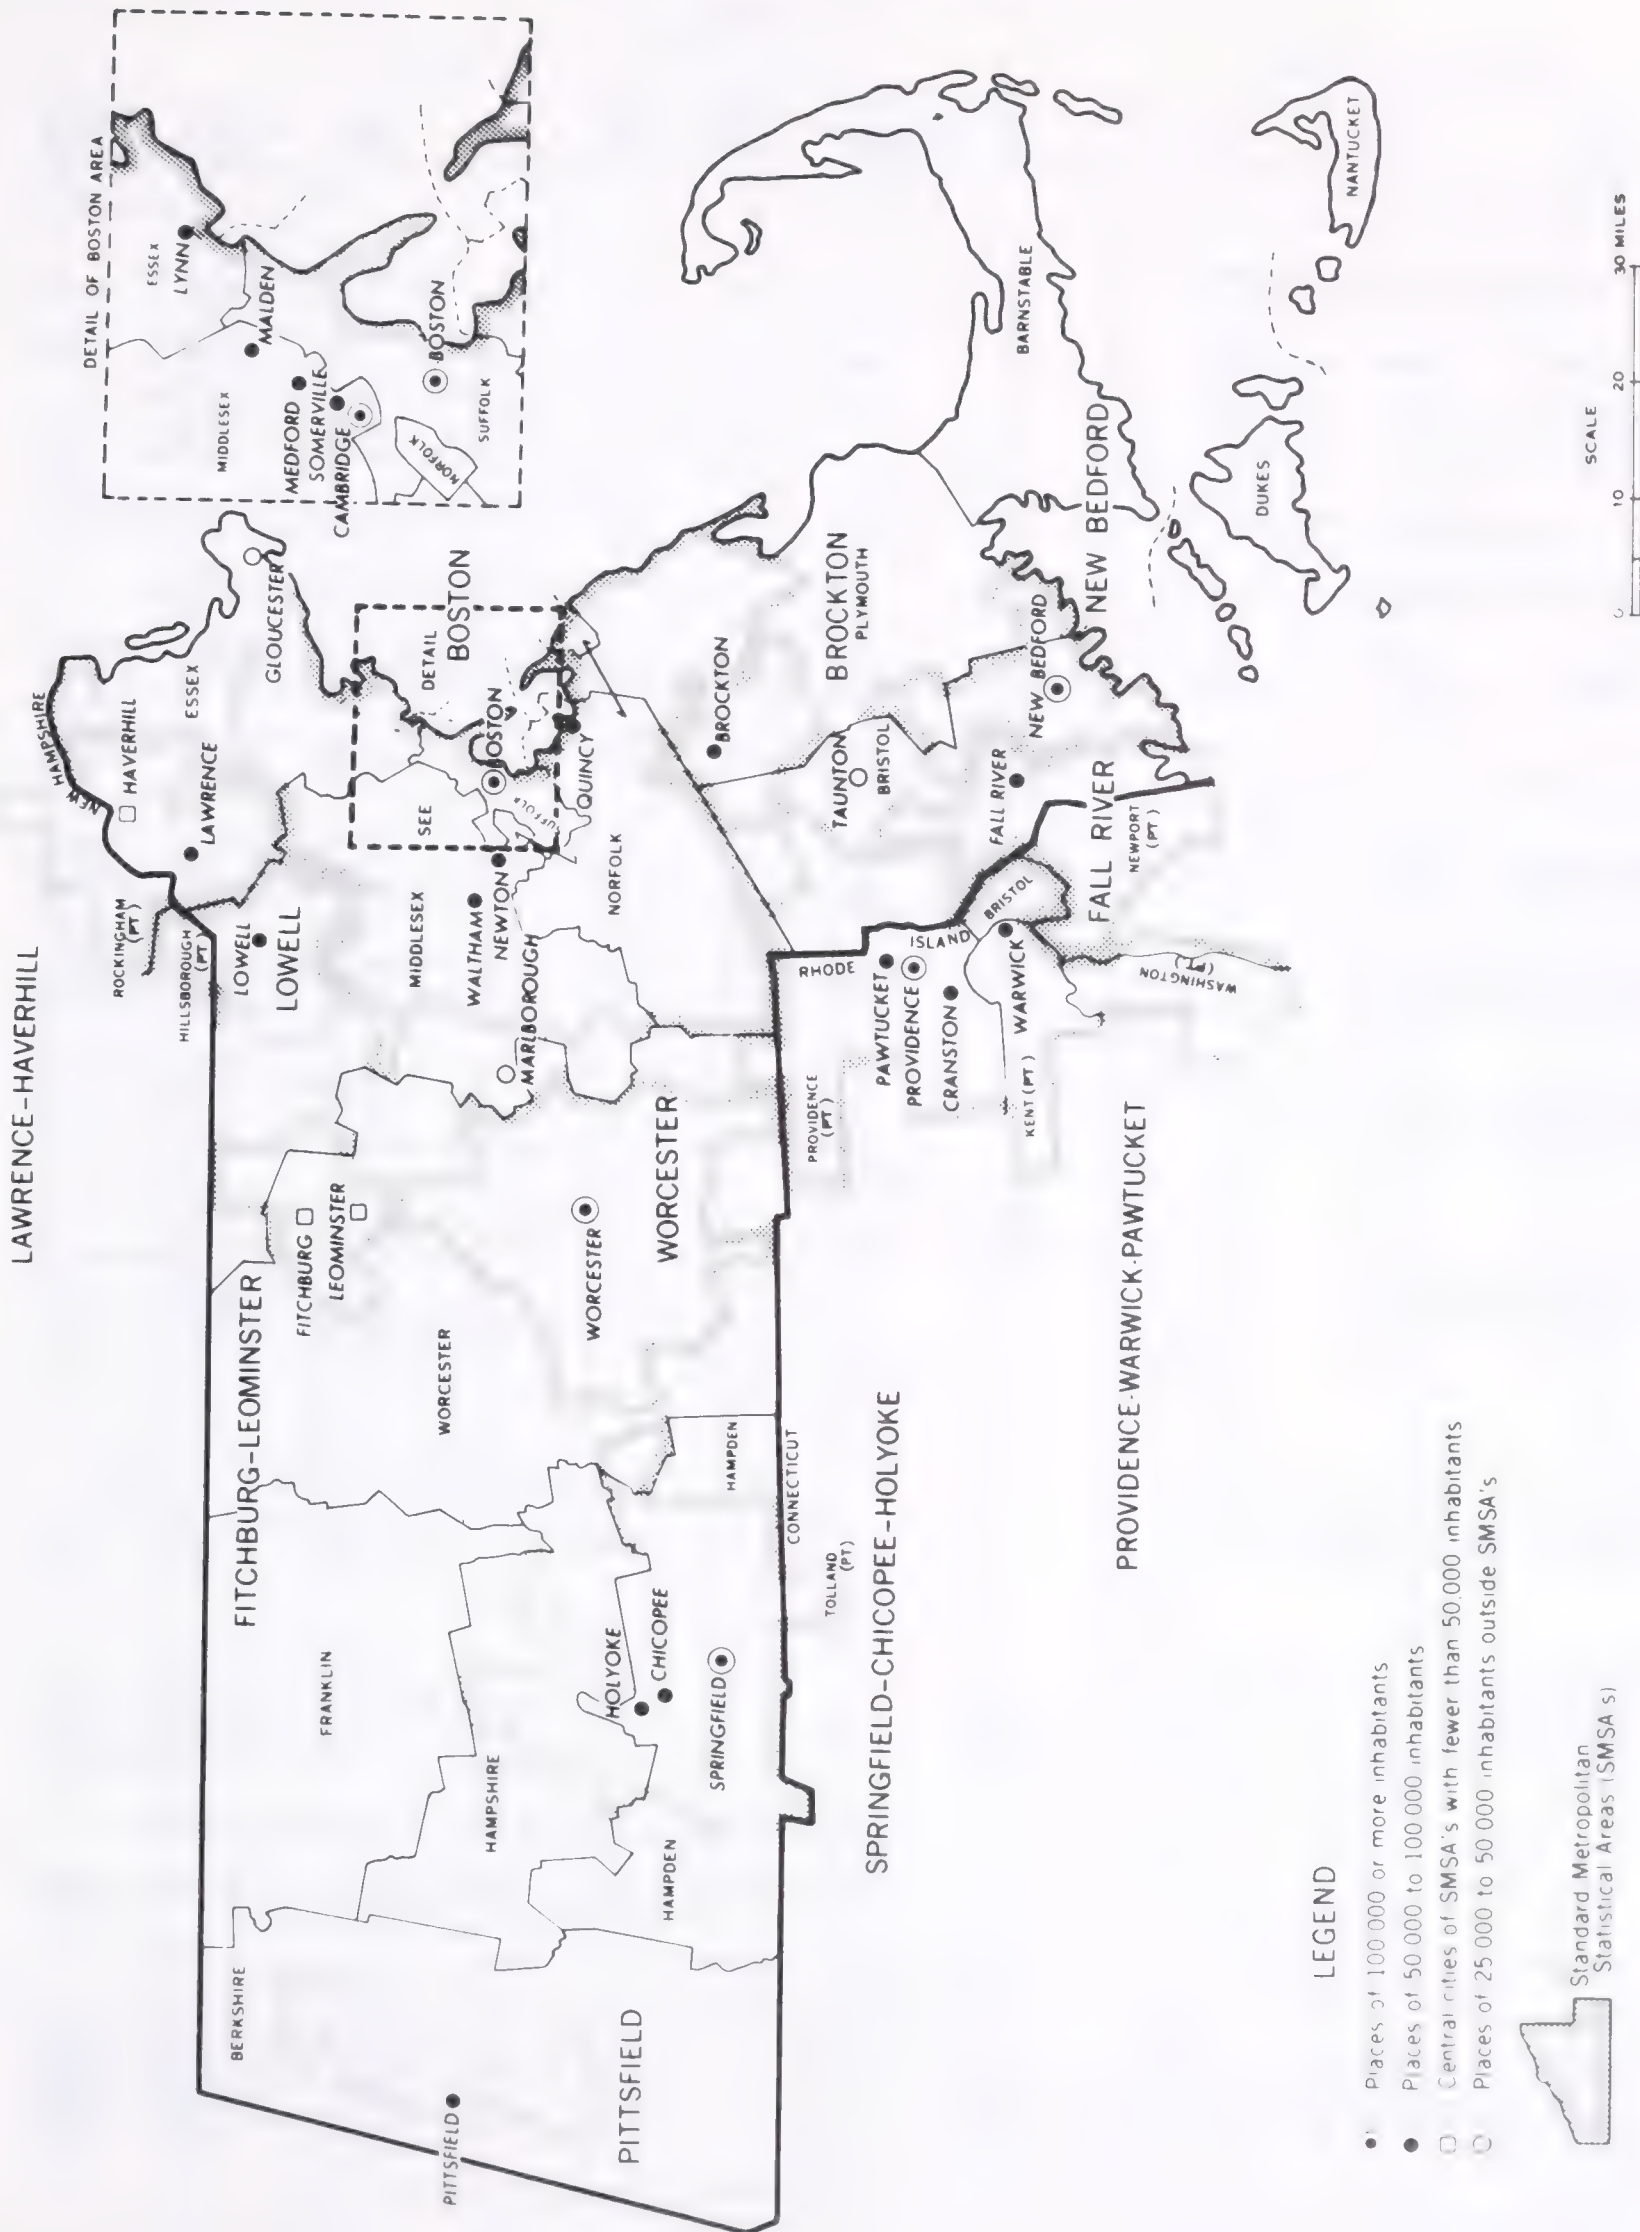 LAWRENCE-HAVERHILL
DETAIL OF BOSTON AREA
ESSEX
LYNN
MIDDLESEX
MALDEN
MEDFORD
SOMERVILLE
CAMBRIDGE
BOSTON
NORFOLK
SUFFOLK
NEW HAMPSHIRE
HAVERHILL
ESSEX
LAWRENCE
GLOUCESTER
ROCKINGHAM
(PT)
HILLSBOROUGH
(PT)
LOWELL
LOWELL
SEE
DETAIL
BOSTON
MIDDLESEX
WALTHAM
NEWTON
BOSTON
SUFFOLK
MARLBOROUGH
QUINCY
NORFOLK
FITCHBURG-LEOMINSTER
FITCHBURG
LEOMINSTER
WORCESTER
WORCESTER
WORCESTER
BERKSHIRE
PITTSFIELD
PITTSFIELD
FRANKLIN
HAMPSHIRE
HOLYOKE
CHICOPEE
SPRINGFIELD
HAMPDEN
HAMPDEN
CONNECTICUT
TOLLAND
(PT)
SPRINGFIELD-CHICOPEE-HOLYOKE
BROCKTON
BROCKTON
PLYMOUTH
TAUNTON
BRISTOL
NEW BEDFORD
NEW BEDFORD
FALL RIVER
FALL RIVER
NEWPORT
(PT)
RHODE
ISLAND
BRISTOL
PROVIDENCE
(PT)
PAWTUCKET
PROVIDENCE
CRANSTON
WARWICK
KENT (PT)
WASHINGTON
(PT)
PROVIDENCE-WARWICK-PAWTUCKET
BARNSTABLE
DUKES
NANTUCKET
LEGEND
Places of 100 000 or more inhabitants
Places of 50 000 to 100 000 inhabitants
Central cities of SMSA's with fewer than 50,000 inhabitants
Places of 25 000 to 50 000 inhabitants outside SMSA's
Standard Metropolitan
Statistical Areas (SMSA s)
SCALE
0 10 20 30 MILES